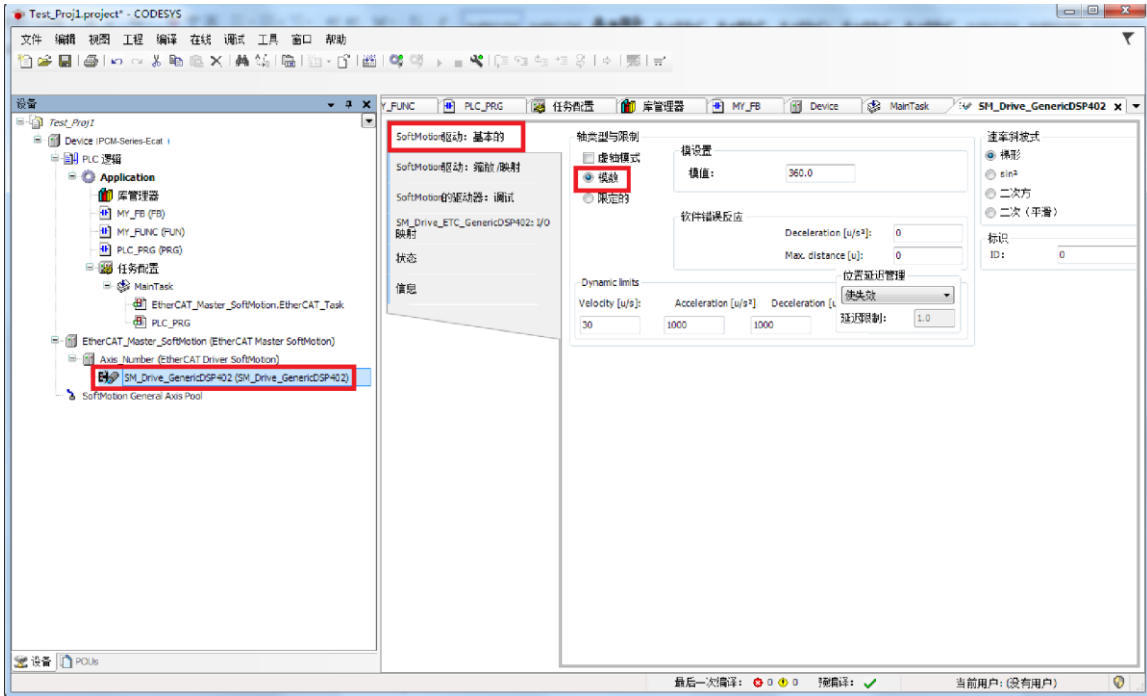 Test_Proj1.project* - CODESYS
文件 编辑 视图 工程 编译 在线 调试 工具 窗口 帮助
设备
Y_FUNC PLC_PRG 任务配置 库管理器 MY_FB Device MainTask SM_Drive_GenericDSP402 x
Test_Proj1
Device (PCM-Series-Ecat)
PLC 逻辑
Application
库管理器
MY_FB (FB)
MY_FUNC (FUN)
PLC_PRG (PRG)
任务配置
MainTask
EtherCAT_Master_SoftMotion.EtherCAT_Task
PLC_PRG
EtherCAT_Master_SoftMotion (EtherCAT Master SoftMotion)
Axis_Number (EtherCAT Driver SoftMotion)
SM_Drive_GenericDSP402 (SM_Drive_GenericDSP402)
SoftMotion General Axis Pool
设备 POUs
SoftMotion驱动: 基本的
SoftMotion驱动: 缩放/映射
SoftMotion的驱动器: 调试
SM_Drive_ETC_GenericDSP402: I/O
映射
状态
信息
轴类型与限制
虚轴模式
模数
限定的
模设置
模值: 360.0
软件错误反应
Deceleration [u/s²]: 0
Max. distance [u]: 0
Dynamic limits
Velocity [u/s]: Acceleration [u/s²] Deceleration [u
30 1000 1000
位置延迟管理
使失效
延迟限制: 1.0
速率斜坡式
梯形
sin²
二次方
二次 (平滑)
标识
ID: 0
最后一次编译: 0 0 预编译: 当前用户: (没有用户)